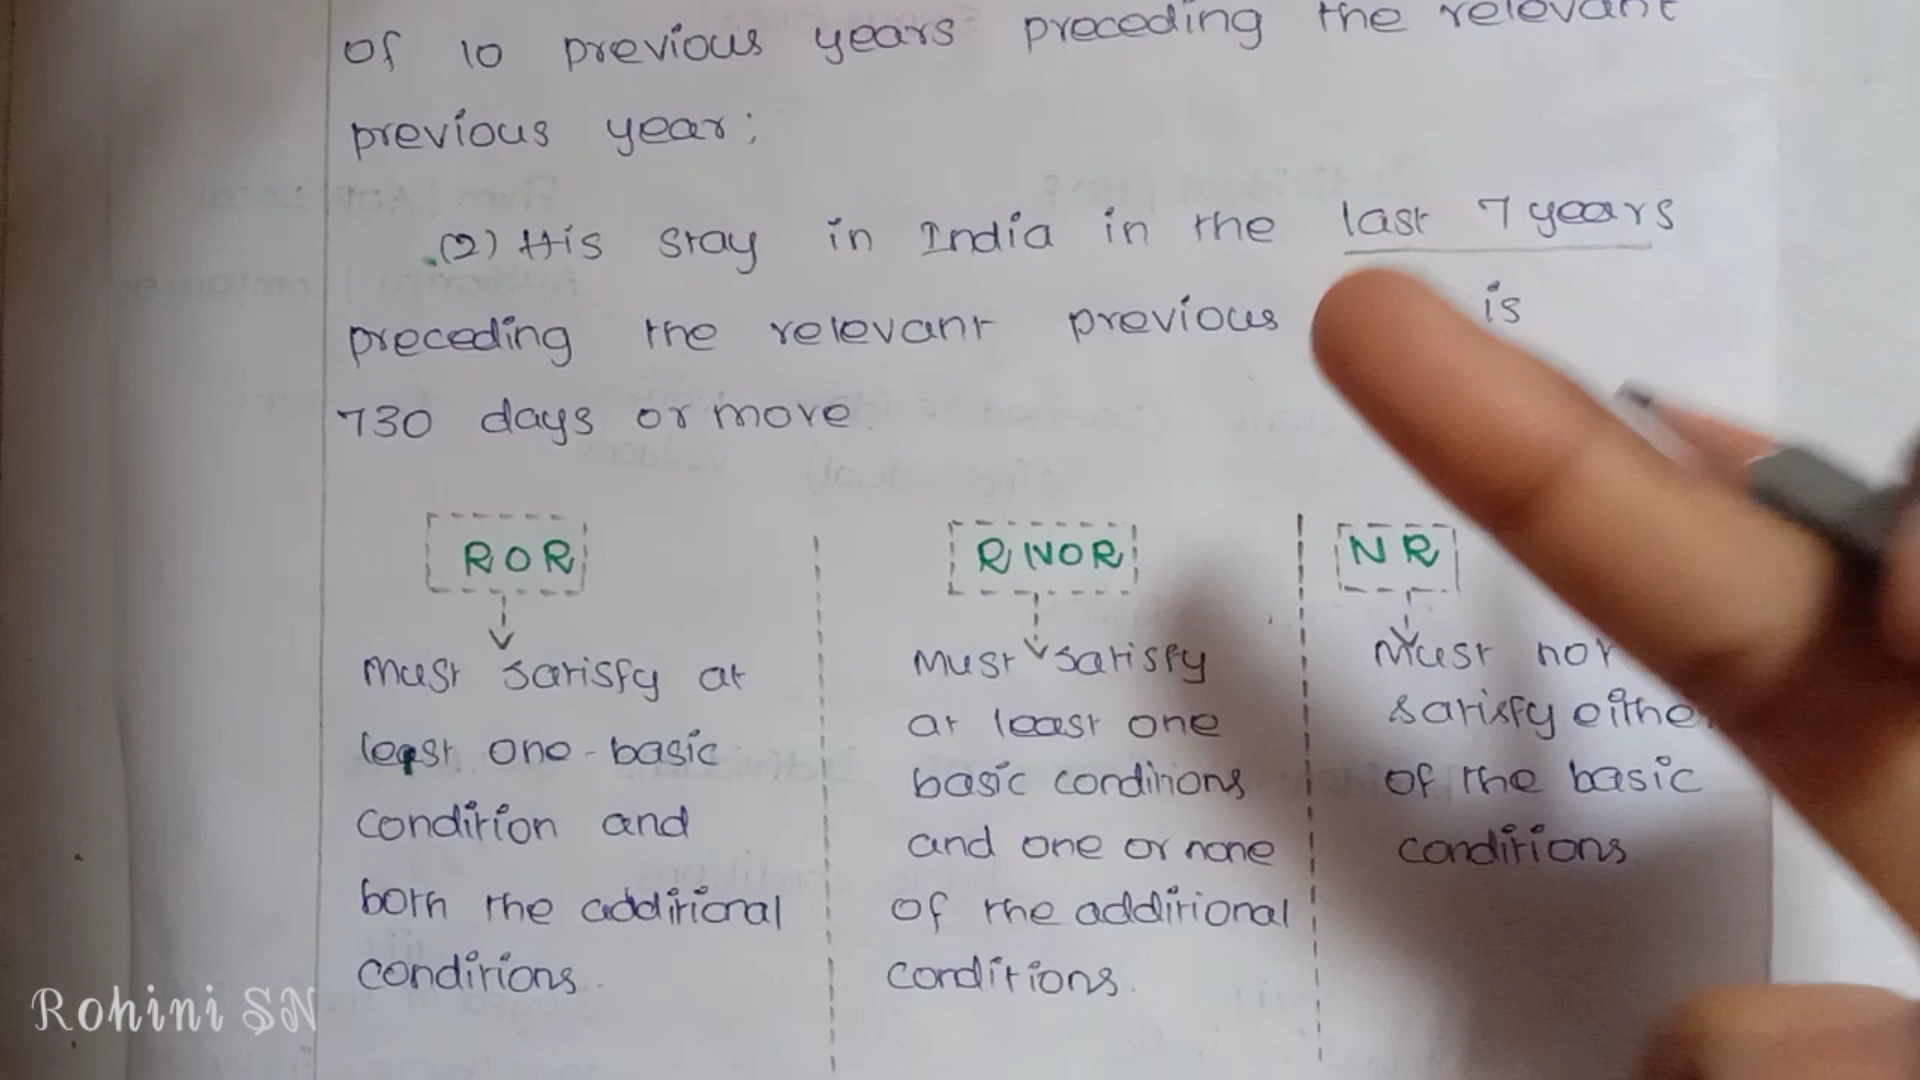 of 10 previous years preceding the relevant
previous year;
(2) His stay in India in the last 7 years
preceding the relevant previous is
730 days or more.
ROR
RNOR
NR
Must satisfy at
least one-basic
condition and
both the additional
conditions.
Must satisfy
at least one
basic conditions
and one or none
of the additional
conditions.
Must not
satisfy either
of the basic
conditions
Rohini SN